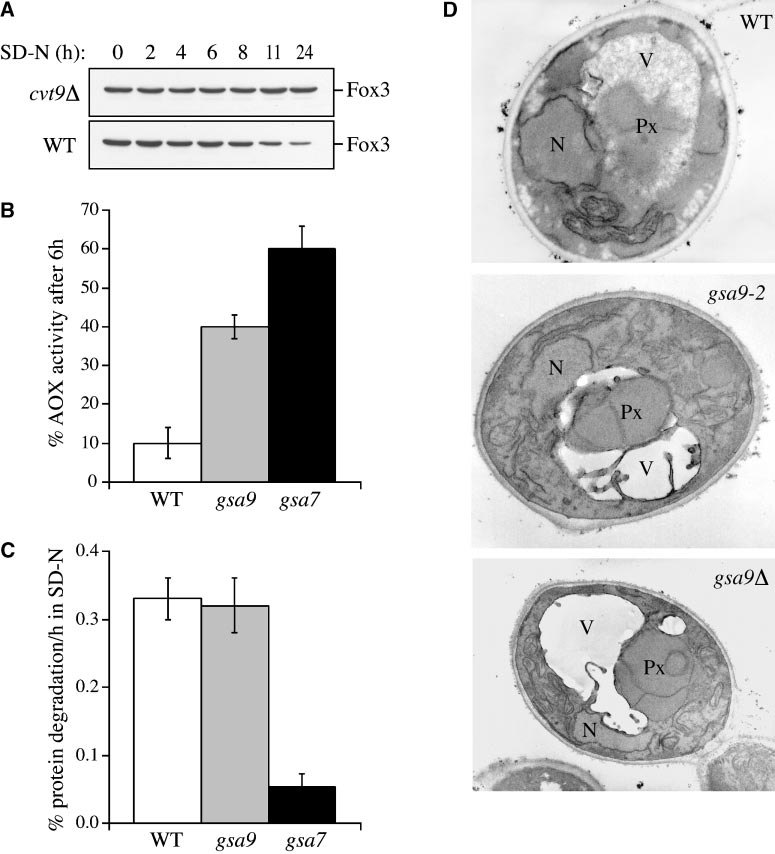 A
SD-N (h): 0 2 4 6 8 11 24
cvt9Δ
Fox3
WT
Fox3
B
% AOX activity after 6h
70
60
50
40
30
20
10
0
WT gsa9 gsa7
C
% protein degradation/h in SD-N
0.4
0.3
0.2
0.1
0.0
WT gsa9 gsa7
D
WT
V
Px
N
gsa9-2
N
Px
V
gsa9Δ
V
Px
N